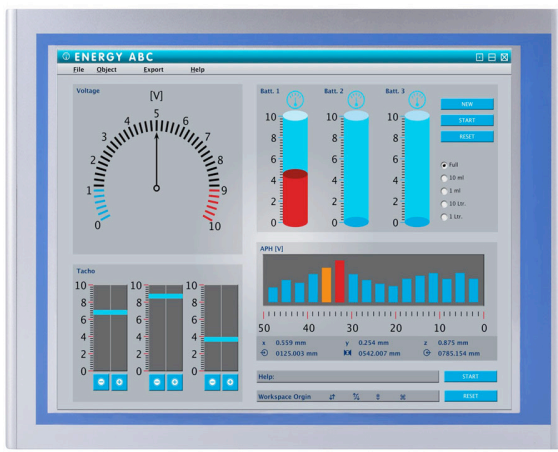 ENERGY ABC
File Object Export Help
Voltage
[V]
0 1 2 3 4 5 6 7 8 9 10
Batt. 1 Batt. 2 Batt. 3
10 10 10
8 8 8
6 6 6
4 4 4
2 2 2
0 0 0
NEW
START
RESET
Full
10 ml
1 ml
10 Ltr.
1 Ltr.
Tacho
10 10 10
8 8 8
6 6 6
4 4 4
2 2 2
0 0 0
APH [V]
50 40 30 20 10 0
x 0.559 mm y 0.254 mm z 0.875 mm
0125.003 mm 0542.007 mm 0785.154 mm
Help: START
Workspace Orgin RESET